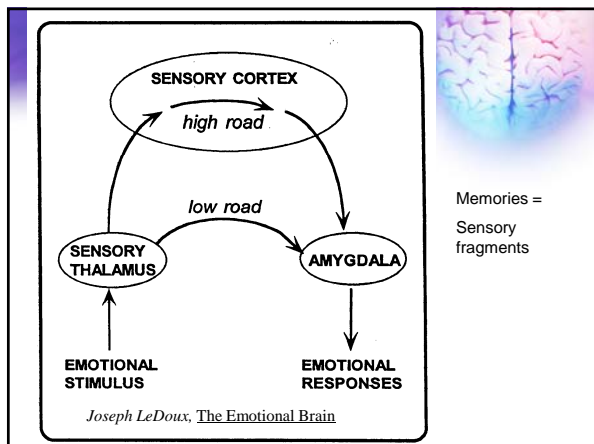 SENSORY CORTEX
high road
low road
SENSORY
THALAMUS
AMYGDALA
EMOTIONAL
STIMULUS
EMOTIONAL
RESPONSES
Joseph LeDoux, The Emotional Brain
Memories =
Sensory
fragments